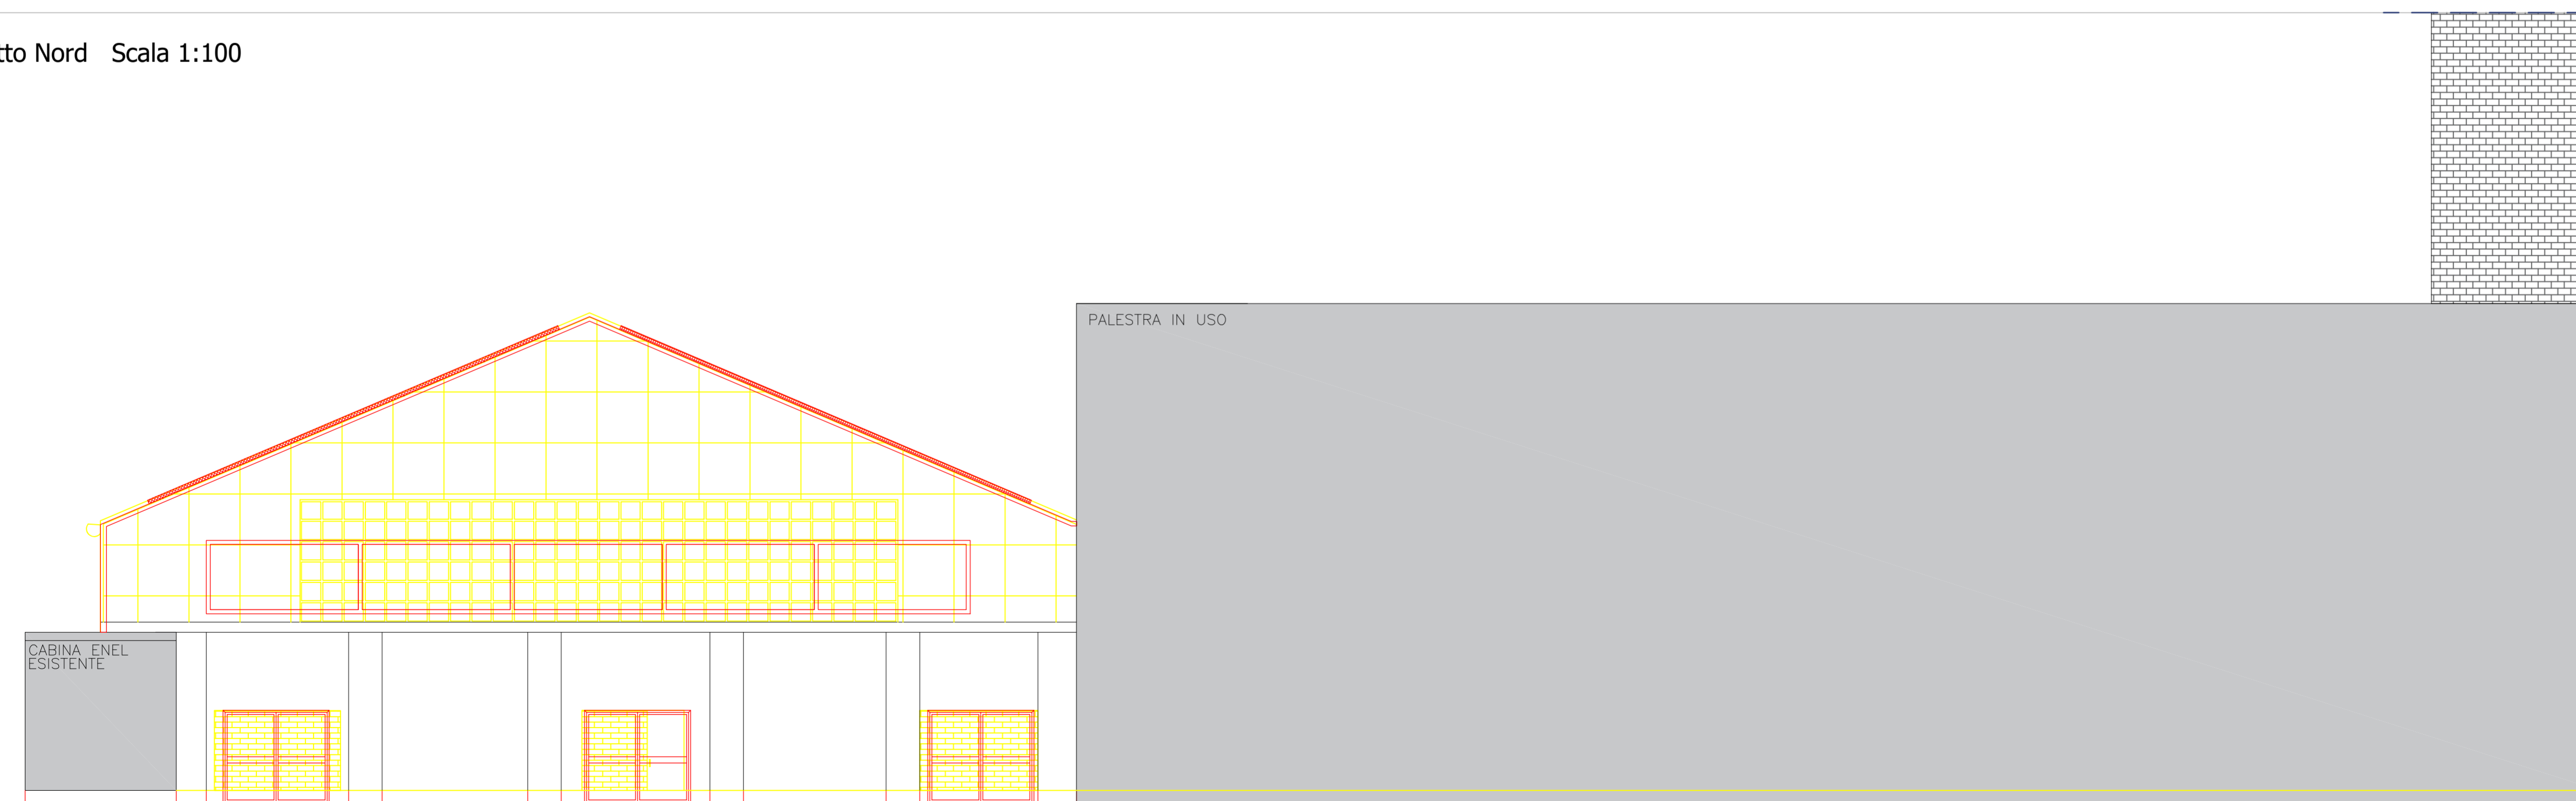 tto Nord Scala 1:100
PALESTRA IN USO
CABINA ENEL
ESISTENTE